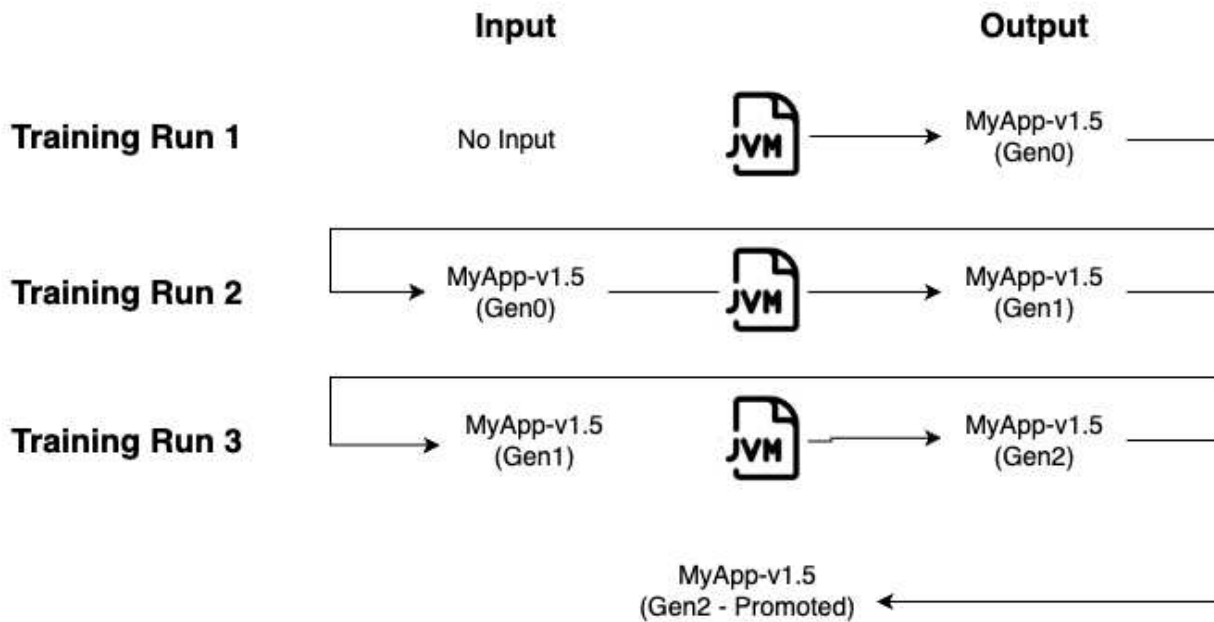 Input
Output
Training Run 1
No Input
JVM
MyApp-v1.5
(Gen0)
Training Run 2
MyApp-v1.5
(Gen0)
JVM
MyApp-v1.5
(Gen1)
Training Run 3
MyApp-v1.5
(Gen1)
JVM
MyApp-v1.5
(Gen2)
MyApp-v1.5
(Gen2 - Promoted)